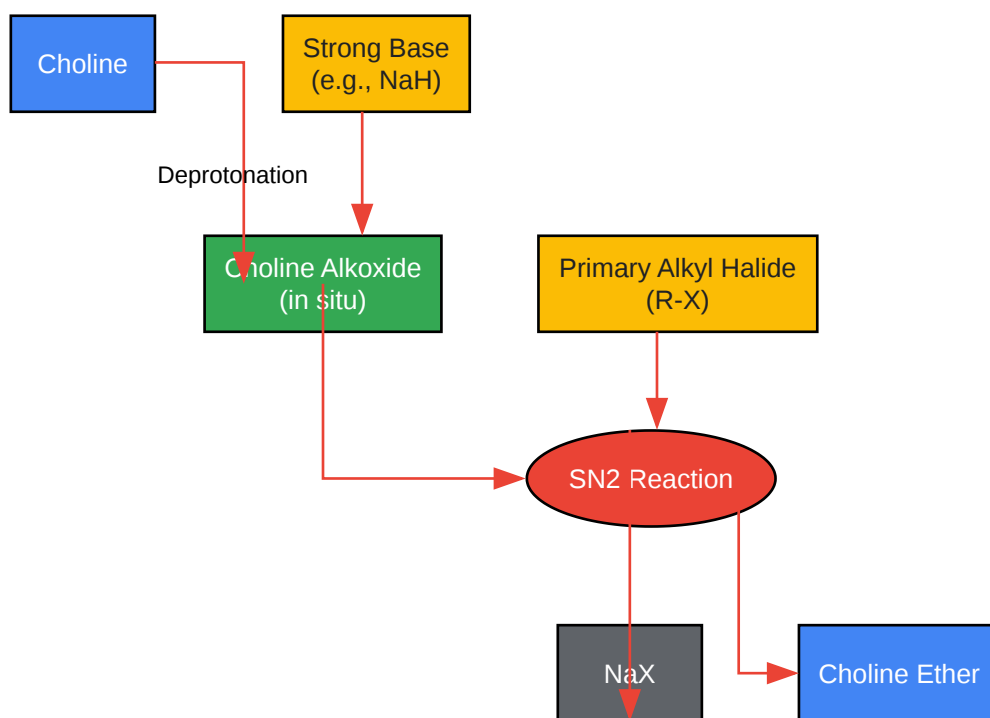 Choline
Strong Base
(e.g., NaH)
Deprotonation
Choline Alkoxide
(in situ)
Primary Alkyl Halide
(R-X)
SN2 Reaction
NaX
Choline Ether